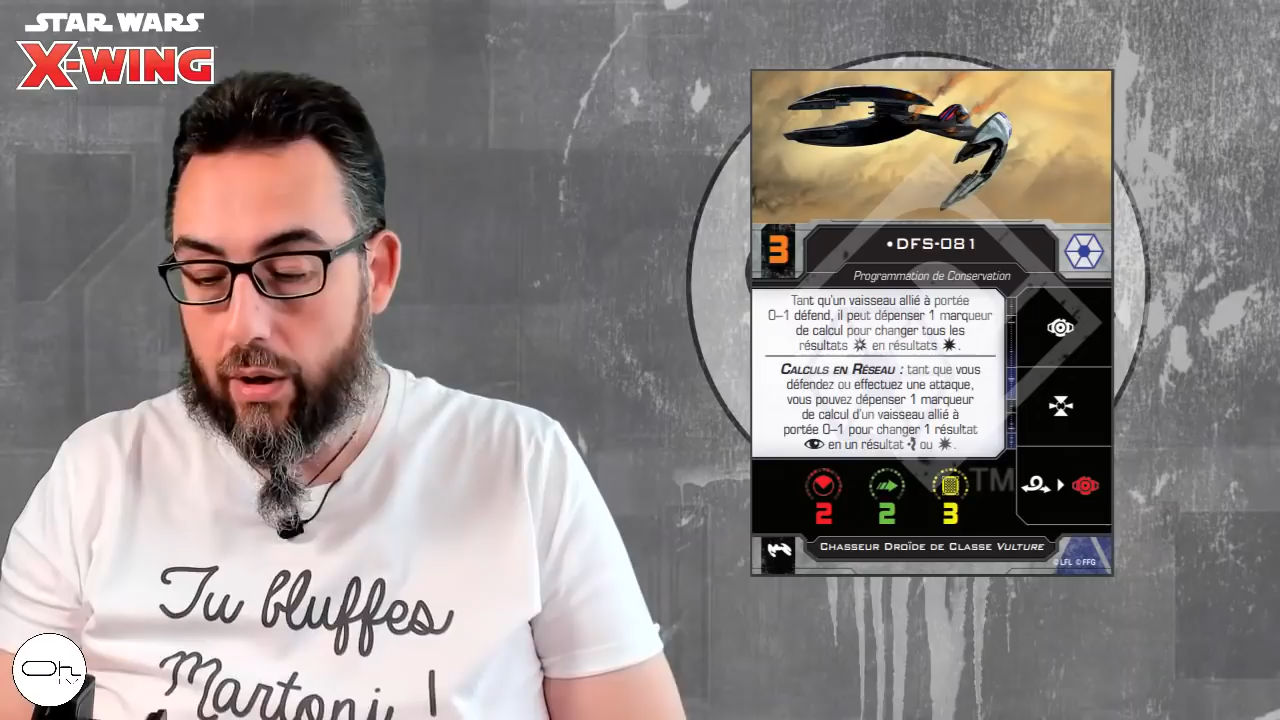 STAR WARS
X-WING
3
•DFS-081
Programmation de Conservation
Tant qu'un vaisseau allié à portée
0–1 défend, il peut dépenser 1 marqueur
de calcul pour changer tous les
résultats en résultats .
CALCULS EN RÉSEAU : tant que vous
défendez ou effectuez une attaque,
vous pouvez dépenser 1 marqueur
de calcul d'un vaisseau allié à
portée 0–1 pour changer 1 résultat
en un résultat ou .
TM
2 2 3
CHASSEUR DROÏDE DE CLASSE VULTURE
© LFL © FFG
Tu bluffes
Martoni !